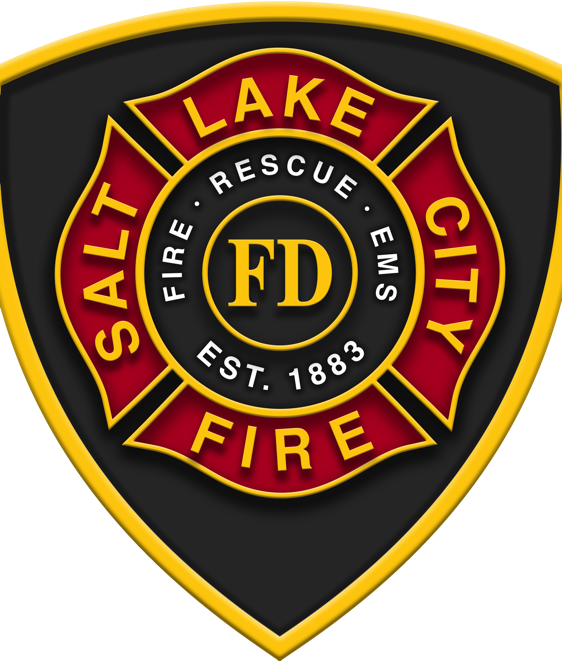 SALT
LAKE
CITY
FIRE
FIRE · RESCUE · EMS
FD
EST. 1883